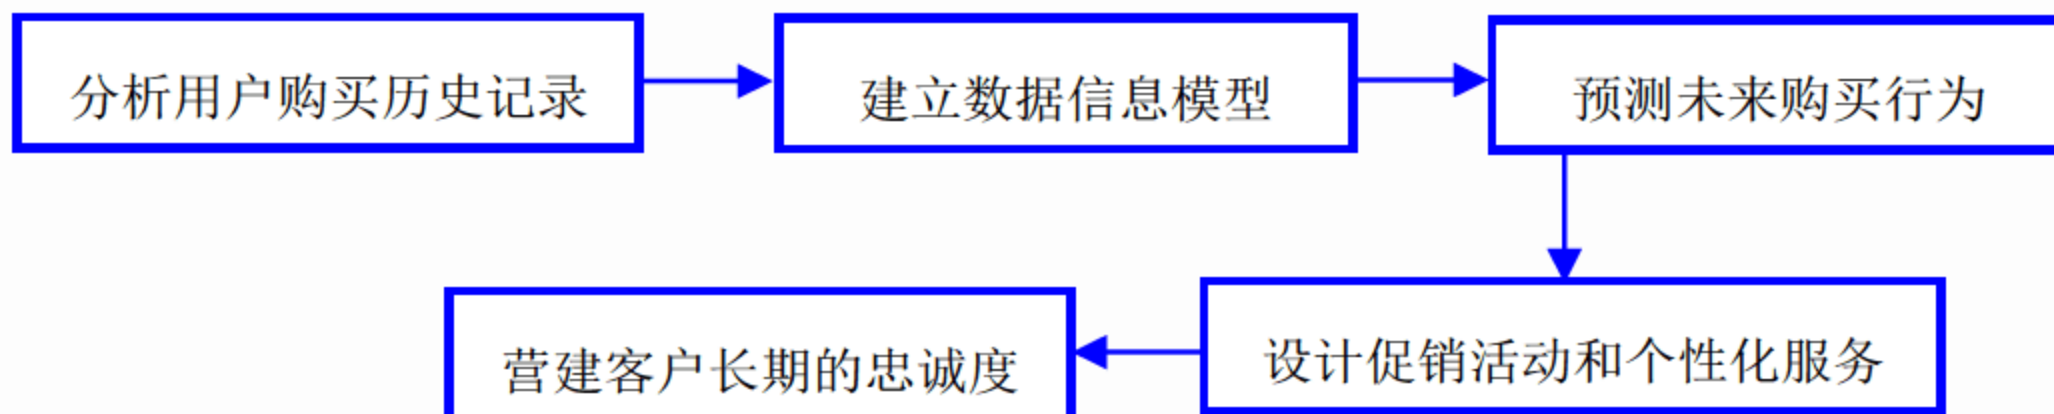 分析用户购买历史记录
建立数据信息模型
预测未来购买行为
设计促销活动和个性化服务
营建客户长期的忠诚度